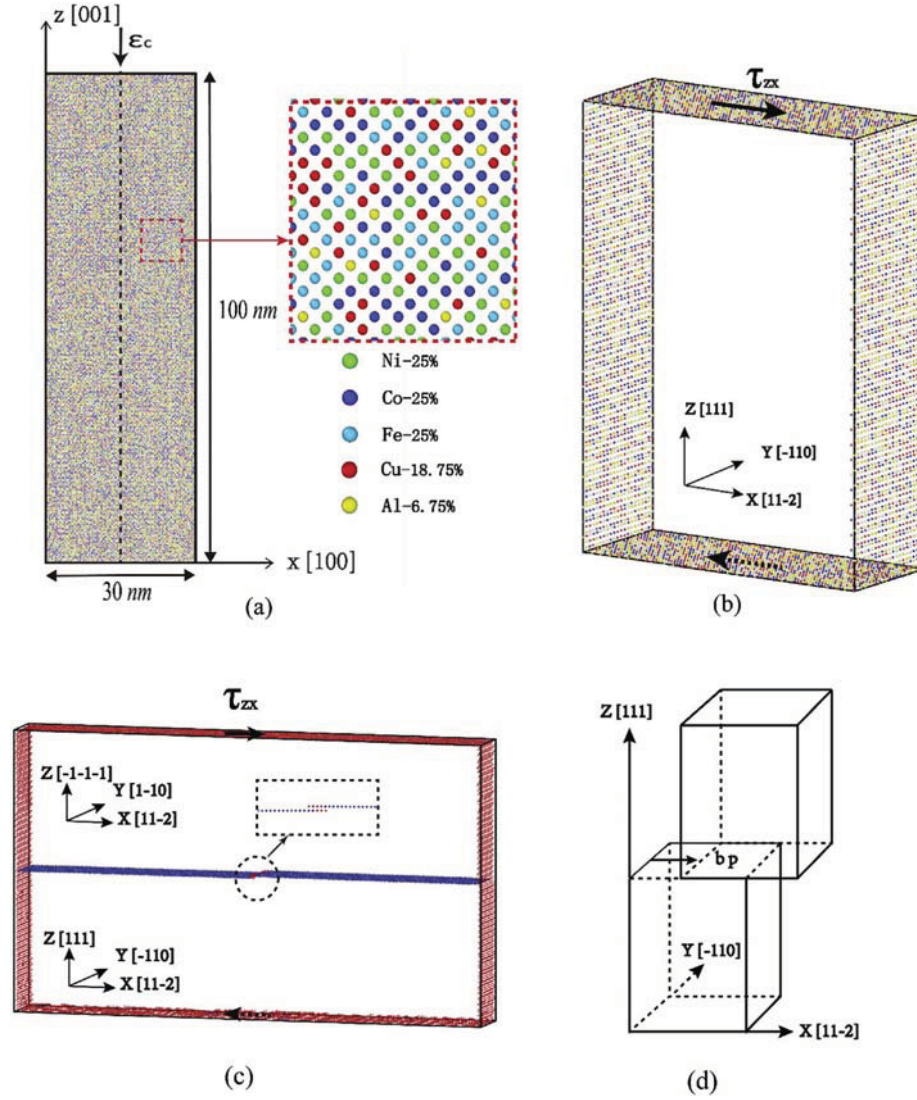 z [001]
εc
100 nm
30 nm
x [100]
Ni-25%
Co-25%
Fe-25%
Cu-18.75%
Al-6.75%
(a)
τzx
Z [111]
Y [-110]
X [11-2]
(b)
τzx
Z [-1-1-1]
Y [1-10]
X [11-2]
Z [111]
Y [-110]
X [11-2]
(c)
Z [111]
b p
Y [-110]
X [11-2]
(d)